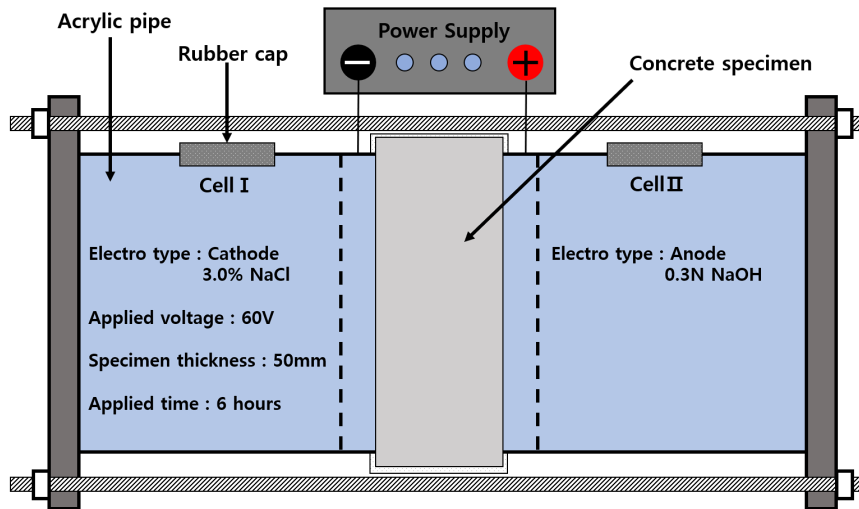 Acrylic pipe
Rubber cap
Power Supply
Concrete specimen
Cell Ⅰ
CellⅡ
Electro type : Cathode
3.0% NaCl
Applied voltage : 60V
Specimen thickness : 50mm
Applied time : 6 hours
Electro type : Anode
0.3N NaOH